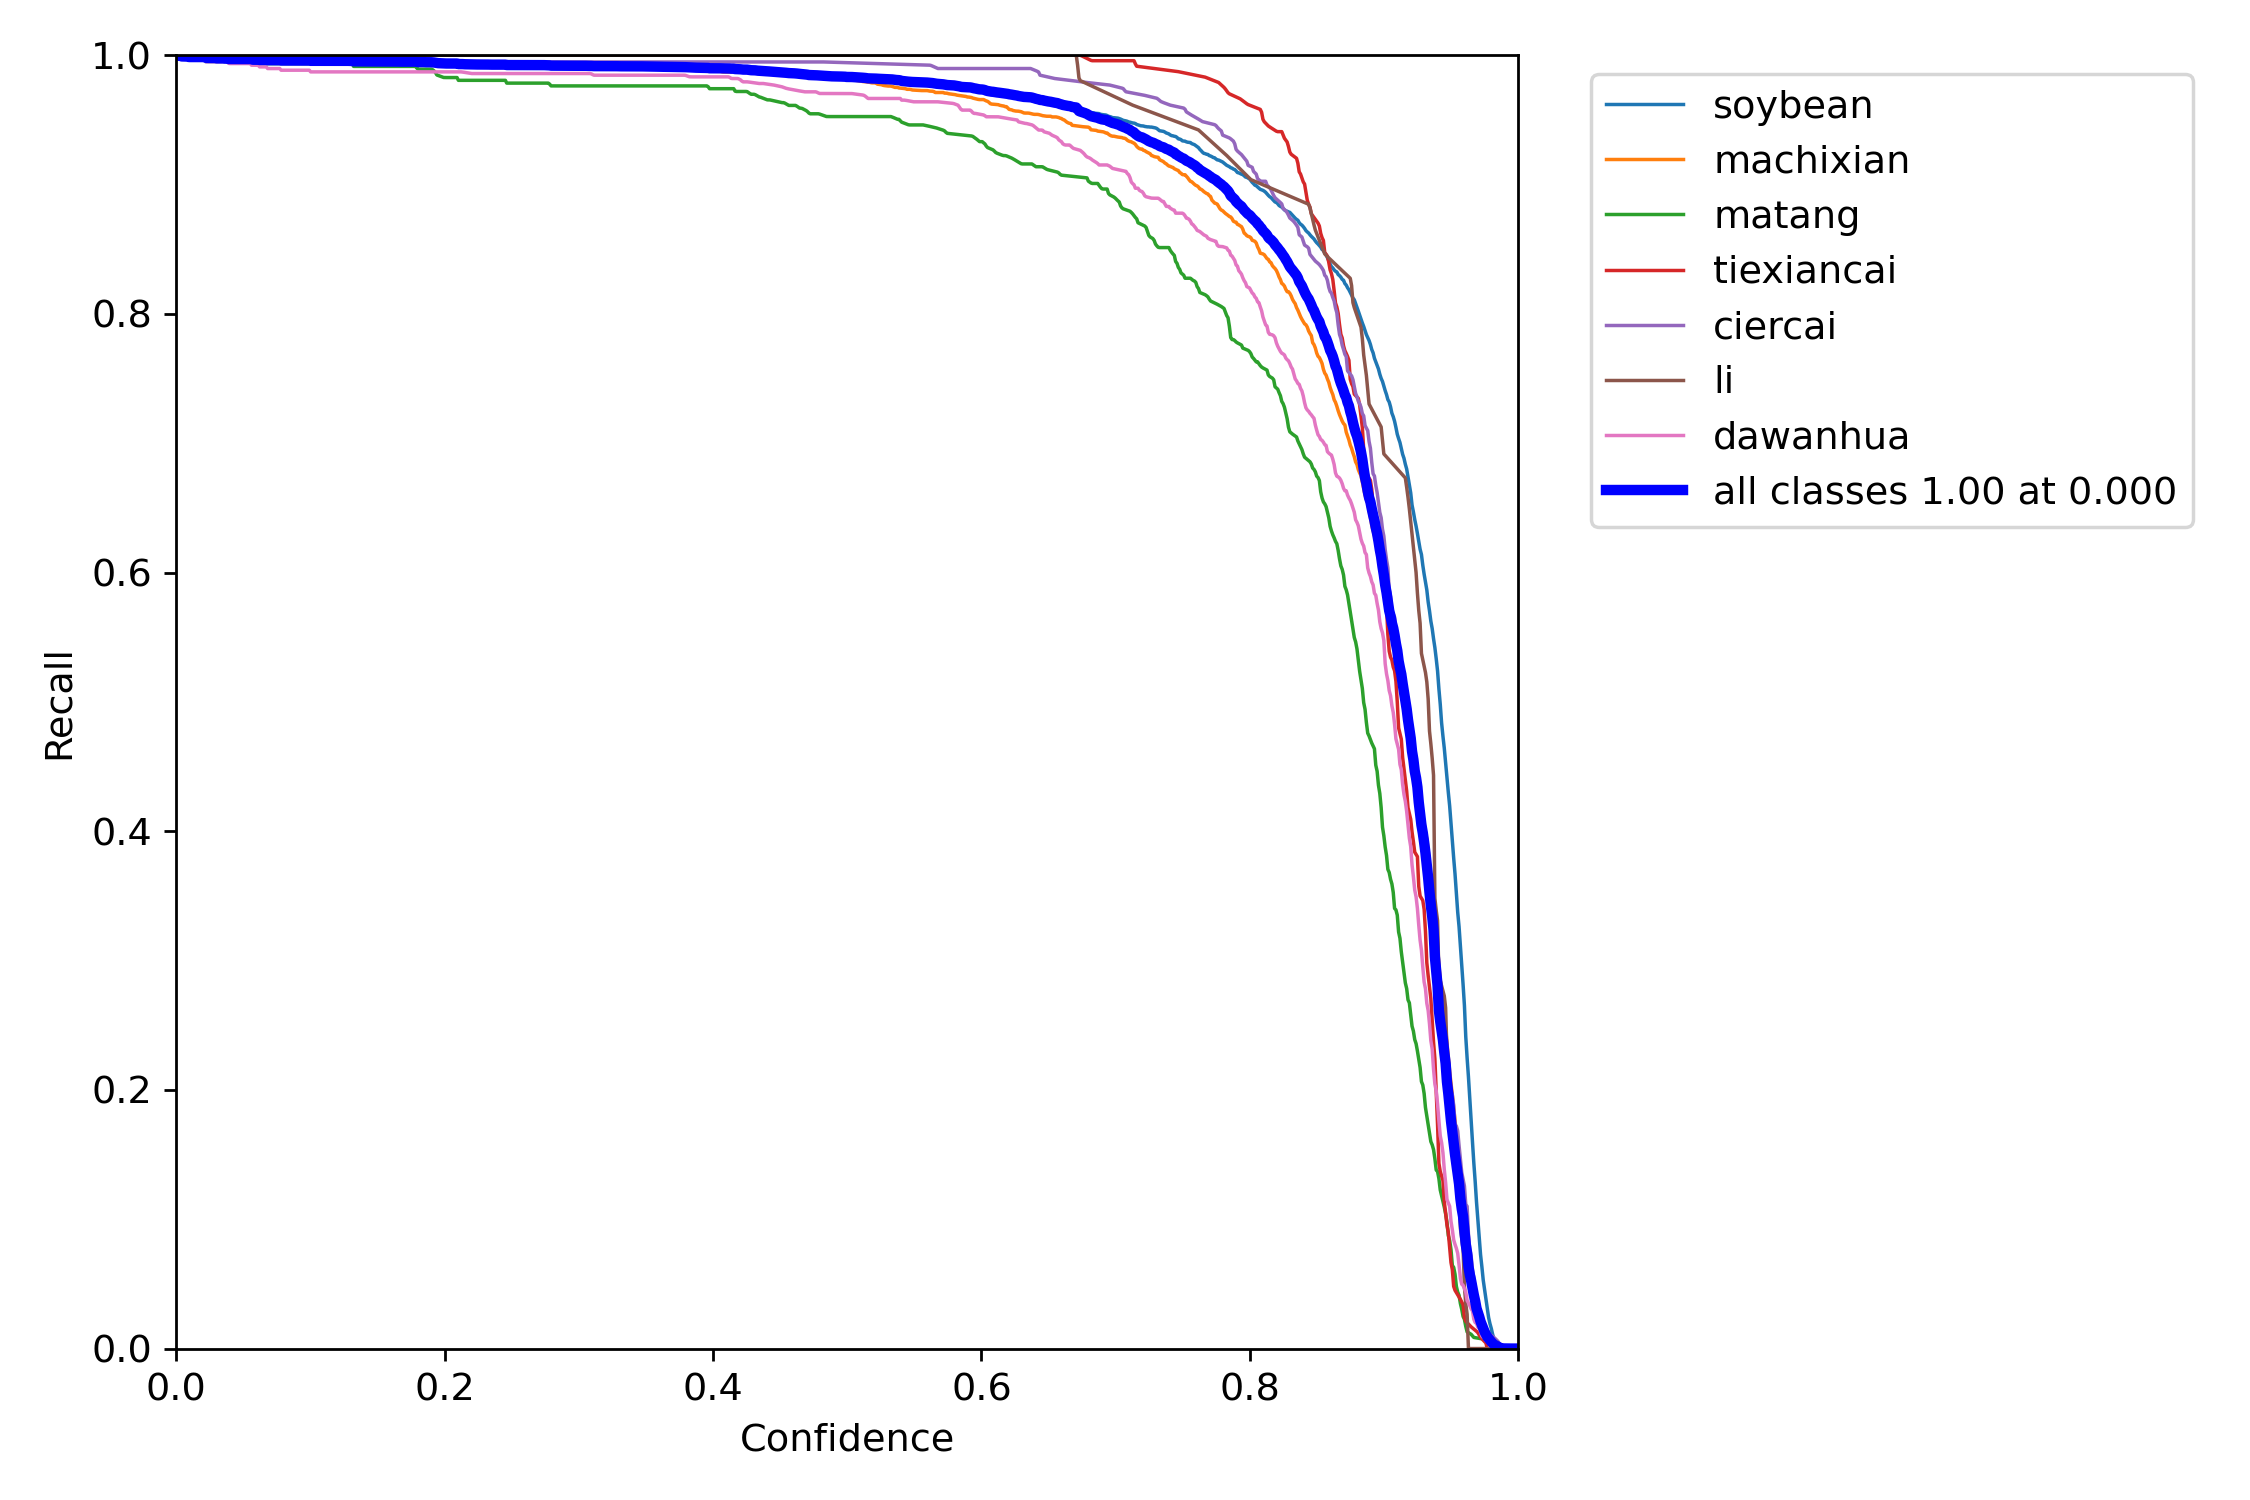 1.0
0.8
0.6
0.4
0.2
0.0
Recall
0.0 0.2 0.4 0.6 0.8 1.0
Confidence
soybean
machixian
matang
tiexiancai
ciercai
li
dawanhua
all classes 1.00 at 0.000